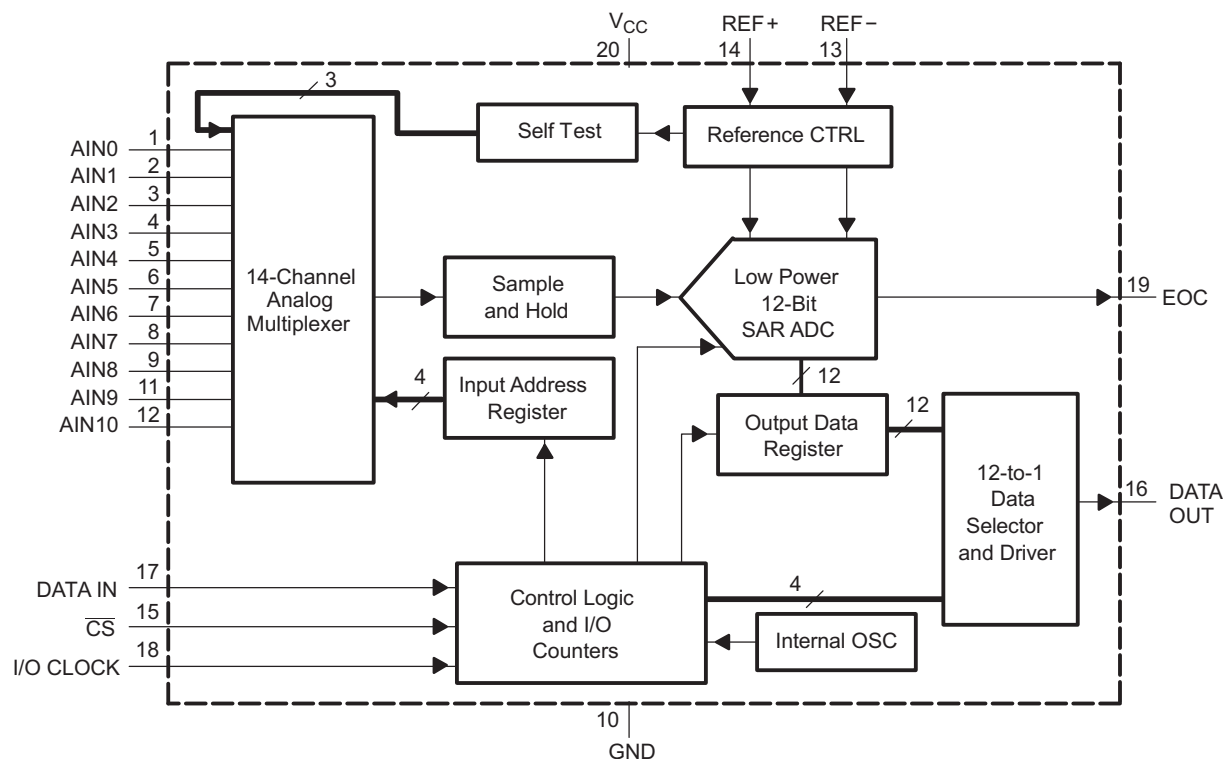 VCC
20
REF+
14
REF−
13
3
Self Test
Reference CTRL
AIN0
1
AIN1
2
AIN2
3
AIN3
4
AIN4
5
AIN5
6
AIN6
7
AIN7
8
AIN8
9
AIN9
11
AIN10
12
14-Channel
Analog
Multiplexer
Sample
and Hold
Low Power
12-Bit
SAR ADC
19
EOC
4
Input Address
Register
12
Output Data
Register
12
12-to-1
Data
Selector
and Driver
16
DATA
OUT
DATA IN
17
CS
15
I/O CLOCK
18
Control Logic
and I/O
Counters
4
Internal OSC
10
GND